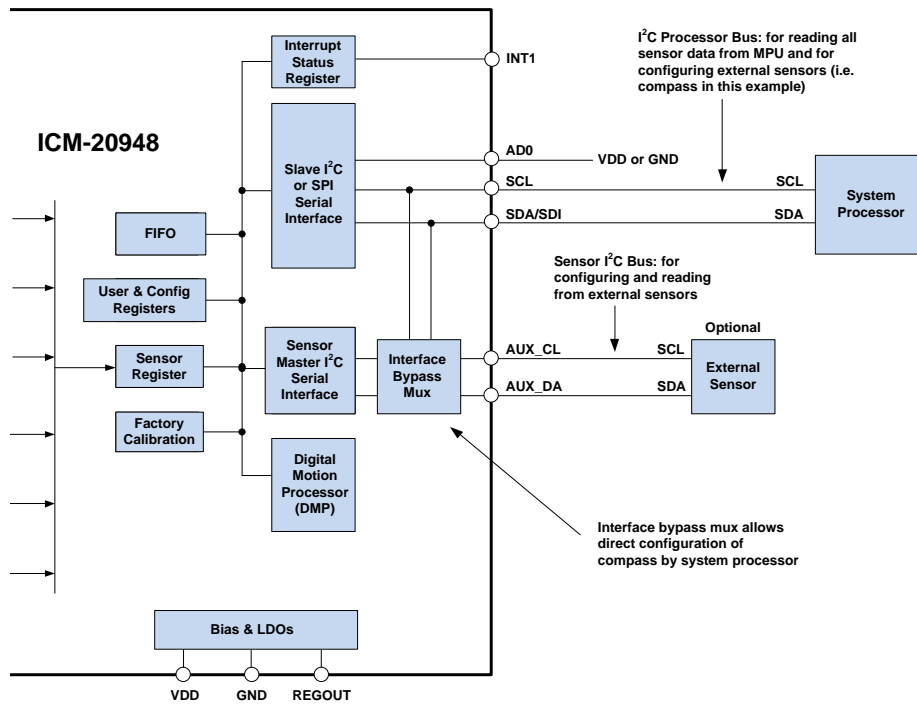 ICM-20948
Interrupt
Status
Register
INT1
I²C Processor Bus: for reading all
sensor data from MPU and for
configuring external sensors (i.e.
compass in this example)
Slave I²C
or SPI
Serial
Interface
AD0
VDD or GND
SCL
SCL
SDA/SDI
SDA
System
Processor
FIFO
User & Config
Registers
Sensor
Register
Factory
Calibration
Sensor I²C Bus: for
configuring and reading
from external sensors
Sensor
Master I²C
Serial
Interface
Interface
Bypass
Mux
AUX_CL
SCL
AUX_DA
SDA
Optional
External
Sensor
Digital
Motion
Processor
(DMP)
Interface bypass mux allows
direct configuration of
compass by system processor
Bias & LDOs
VDD
GND
REGOUT